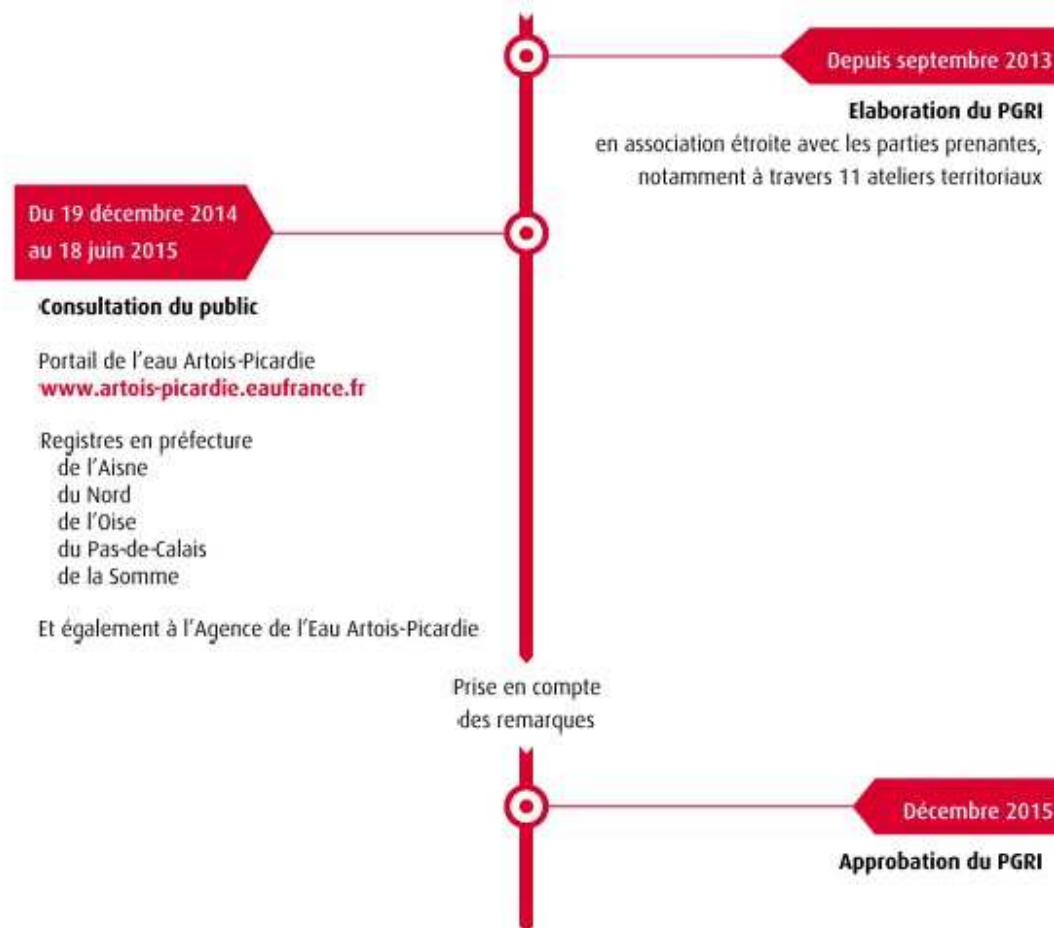 Depuis septembre 2013
Elaboration du PGRI
en association étroite avec les parties prenantes,
notamment à travers 11 ateliers territoriaux
Du 19 décembre 2014
au 18 juin 2015
Consultation du public
Portail de l'eau Artois-Picardie
www.artois-picardie.eaufrance.fr
Registres en préfecture
de l'Aisne
du Nord
de l'Oise
du Pas-de-Calais
de la Somme
Et également à l'Agence de l'Eau Artois-Picardie
Prise en compte
des remarques
Décembre 2015
Approbation du PGRI